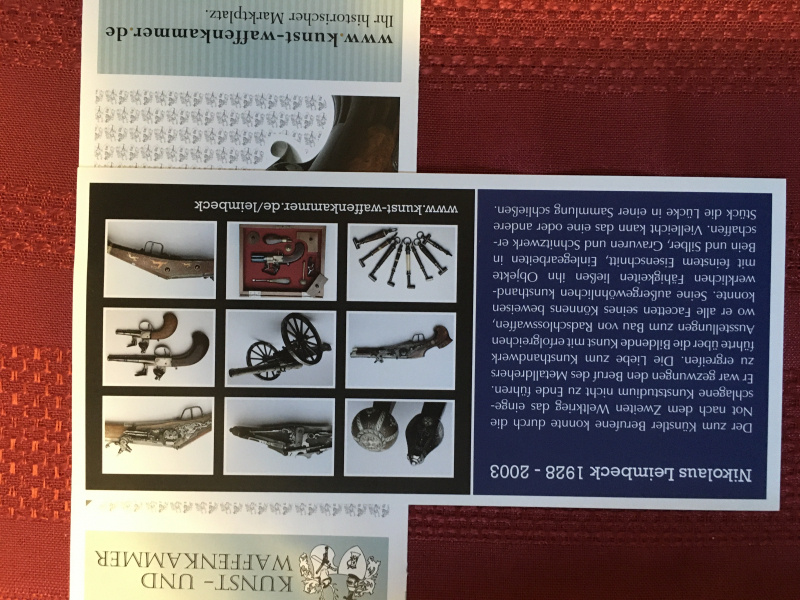 KUNST- UND
WAFFENKAMMER
Nikolaus Leimbeck 1928 - 2003
Der zum Künstler Berufene konnte durch die
Not nach dem Zweiten Weltkrieg das einge-
schlagene Kunststudium nicht zu Ende führen.
Er war gezwungen den Beruf des Metalldrehers
zu ergreifen. Die Liebe zum Kunsthandwerk
führte über die Bildende Kunst mit erfolgreichen
Ausstellungen zum Bau von Radschlosswaffen,
wo er alle Facetten seines Könnens beweisen
konnte. Seine außergewöhnlichen kunsthand-
werklichen Fähigkeiten ließen ihn Objekte
mit feinstem Eisenschnitt, Einlegearbeiten in
Bein und Silber, Gravuren und Schnitzwerk er-
schaffen. Vielleicht kann das eine oder andere
Stück die Lücke in einer Sammlung schließen.
www.kunst-waffenkammer.de/leimbeck
www.kunst-waffenkammer.de
Ihr historischer Marktplatz.